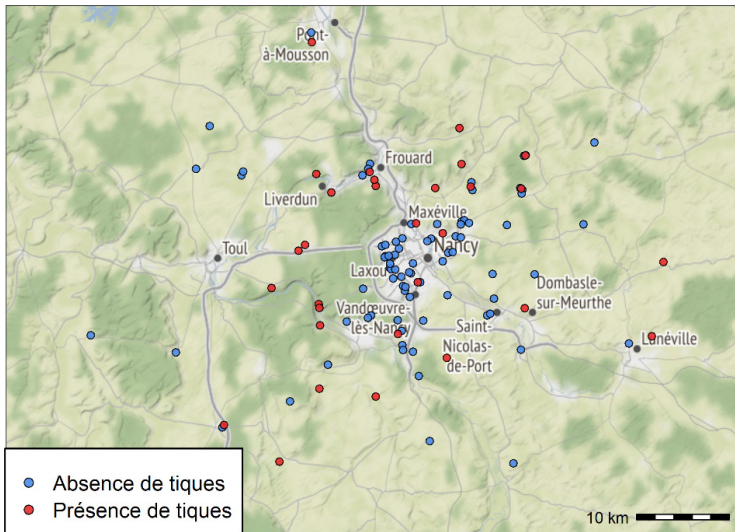 Pont-
à-Mousson
Frouard
Liverdun
Maxéville
Toul
Nancy
Laxou
Dombasle-
sur-Meurthe
Vandœuvre-
lès-Nancy
Saint-
Nicolas-
de-Port
Lunéville
Absence de tiques
Présence de tiques
10 km